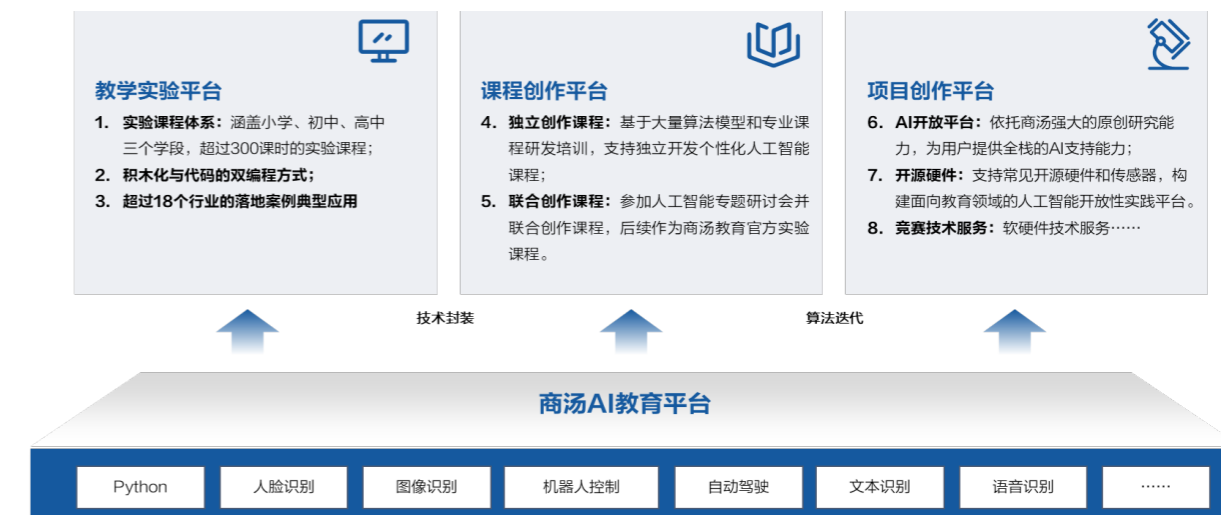 教学实验平台
1. 实验课程体系：涵盖小学、初中、高中
三个学段，超过300课时的实验课程；
2. 积木化与代码的双编程方式；
3. 超过18个行业的落地案例典型应用
课程创作平台
4. 独立创作课程：基于大量算法模型和专业课
程研发培训，支持独立开发个性化人工智能
课程；
5. 联合创作课程：参加人工智能专题研讨会并
联合创作课程，后续作为商汤教育官方实验
课程。
项目创作平台
6. AI开放平台：依托商汤强大的原创研究能
力，为用户提供全栈的AI支持能力；
7. 开源硬件：支持常见开源硬件和传感器，构
建面向教育领域的人工智能开放性实践平台。
8. 竞赛技术服务：软硬件技术服务……
技术封装
算法迭代
商汤AI教育平台
Python
人脸识别
图像识别
机器人控制
自动驾驶
文本识别
语音识别
……